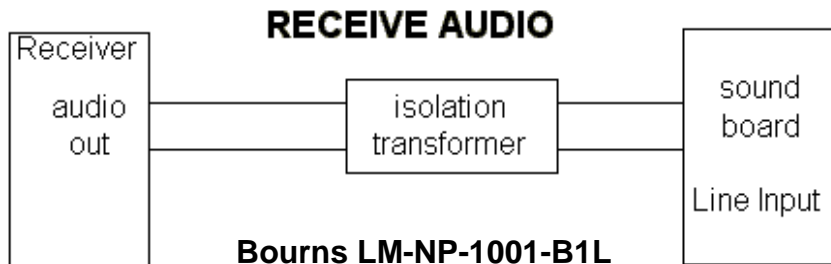 RECEIVE AUDIO
Receiver
audio
out
isolation
transformer
sound
board
Line Input
Bourns LM-NP-1001-B1L